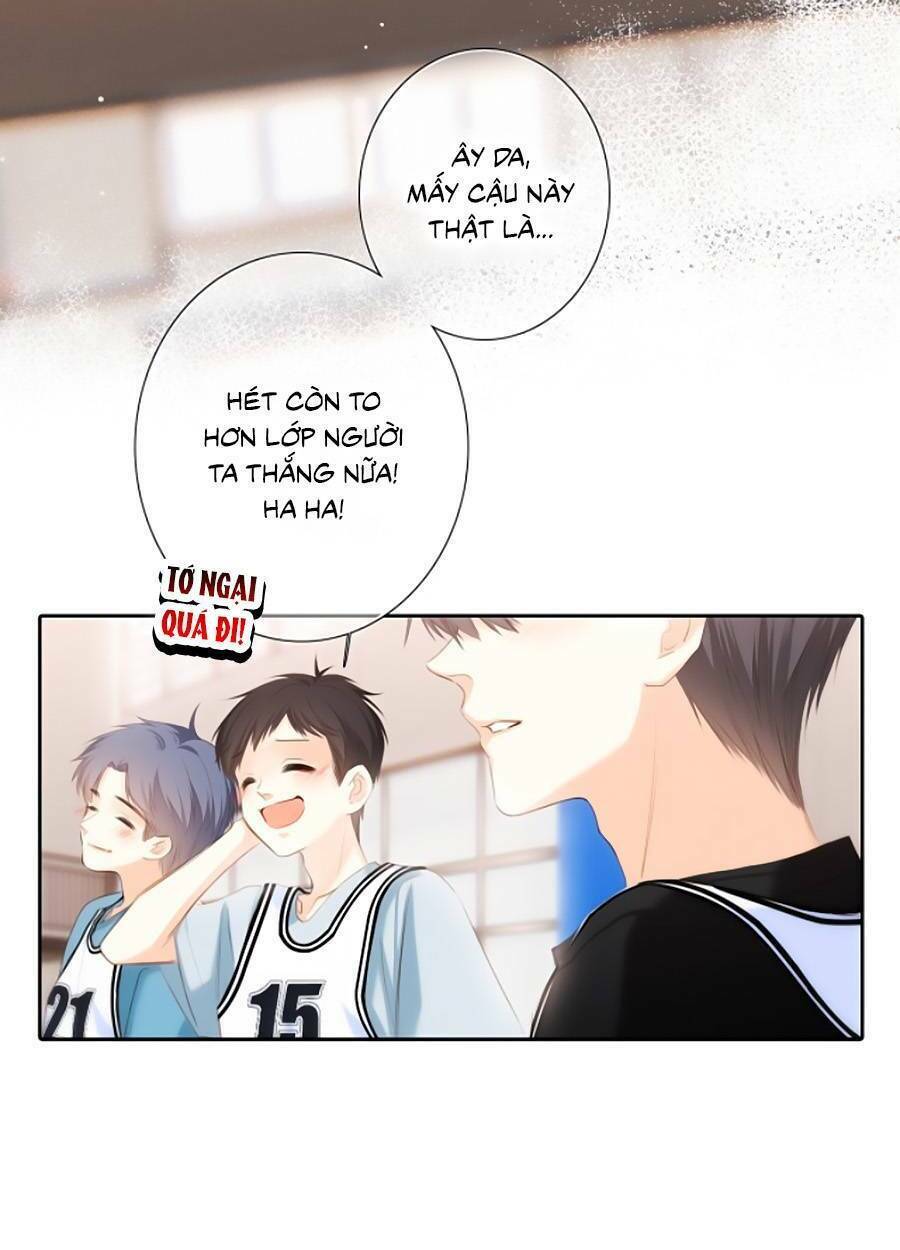 ÂY DA,
MẤY CẬU NÀY
THẬT LÀ...
HÉT CÒN TO
HƠN LỚP NGƯỜI
TA THẮNG NỮA!
HA HA!
TỚ NGẠI
QUÁ ĐI!
21
15